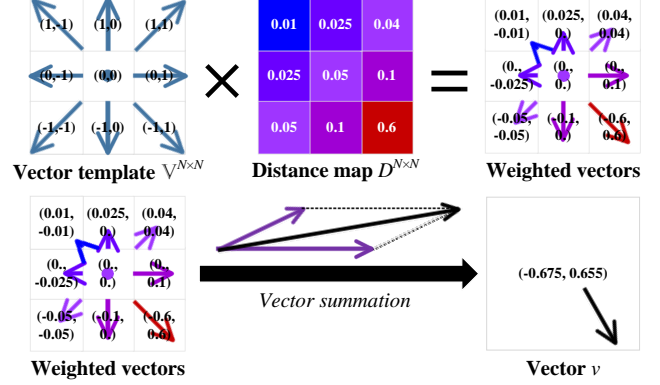 (1,-1) (1,0) (1,1)
(0,-1) (0,0) (0,1)
(-1,-1) (-1,0) (-1,1)
×
0.01 0.025 0.04
0.025 0.05 0.1
0.05 0.1 0.6
=
(0.01, (0.025, (0.04,
-0.01) 0.) 0.04)
(0., (0., (0.,
-0.025) 0.) 0.1)
(-0.05, (-0.1, (-0.6,
-0.05) 0.) 0.6)
Vector template V^{N×N}
Distance map D^{N×N}
Weighted vectors
(0.01, (0.025, (0.04,
-0.01) 0.) 0.04)
(0., (0., (0.,
-0.025) 0.) 0.1)
(-0.05, (-0.1, (-0.6,
-0.05) 0.) 0.6)
Weighted vectors
Vector summation
(-0.675, 0.655)
Vector v